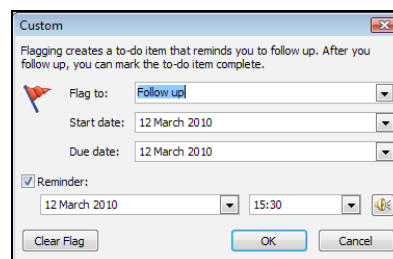 Custom
Flagging creates a to-do item that reminds you to follow up. After you
follow up, you can mark the to-do item complete.
Flag to: Follow up
Start date: 12 March 2010
Due date: 12 March 2010
Reminder:
12 March 2010 15:30
Clear Flag OK Cancel